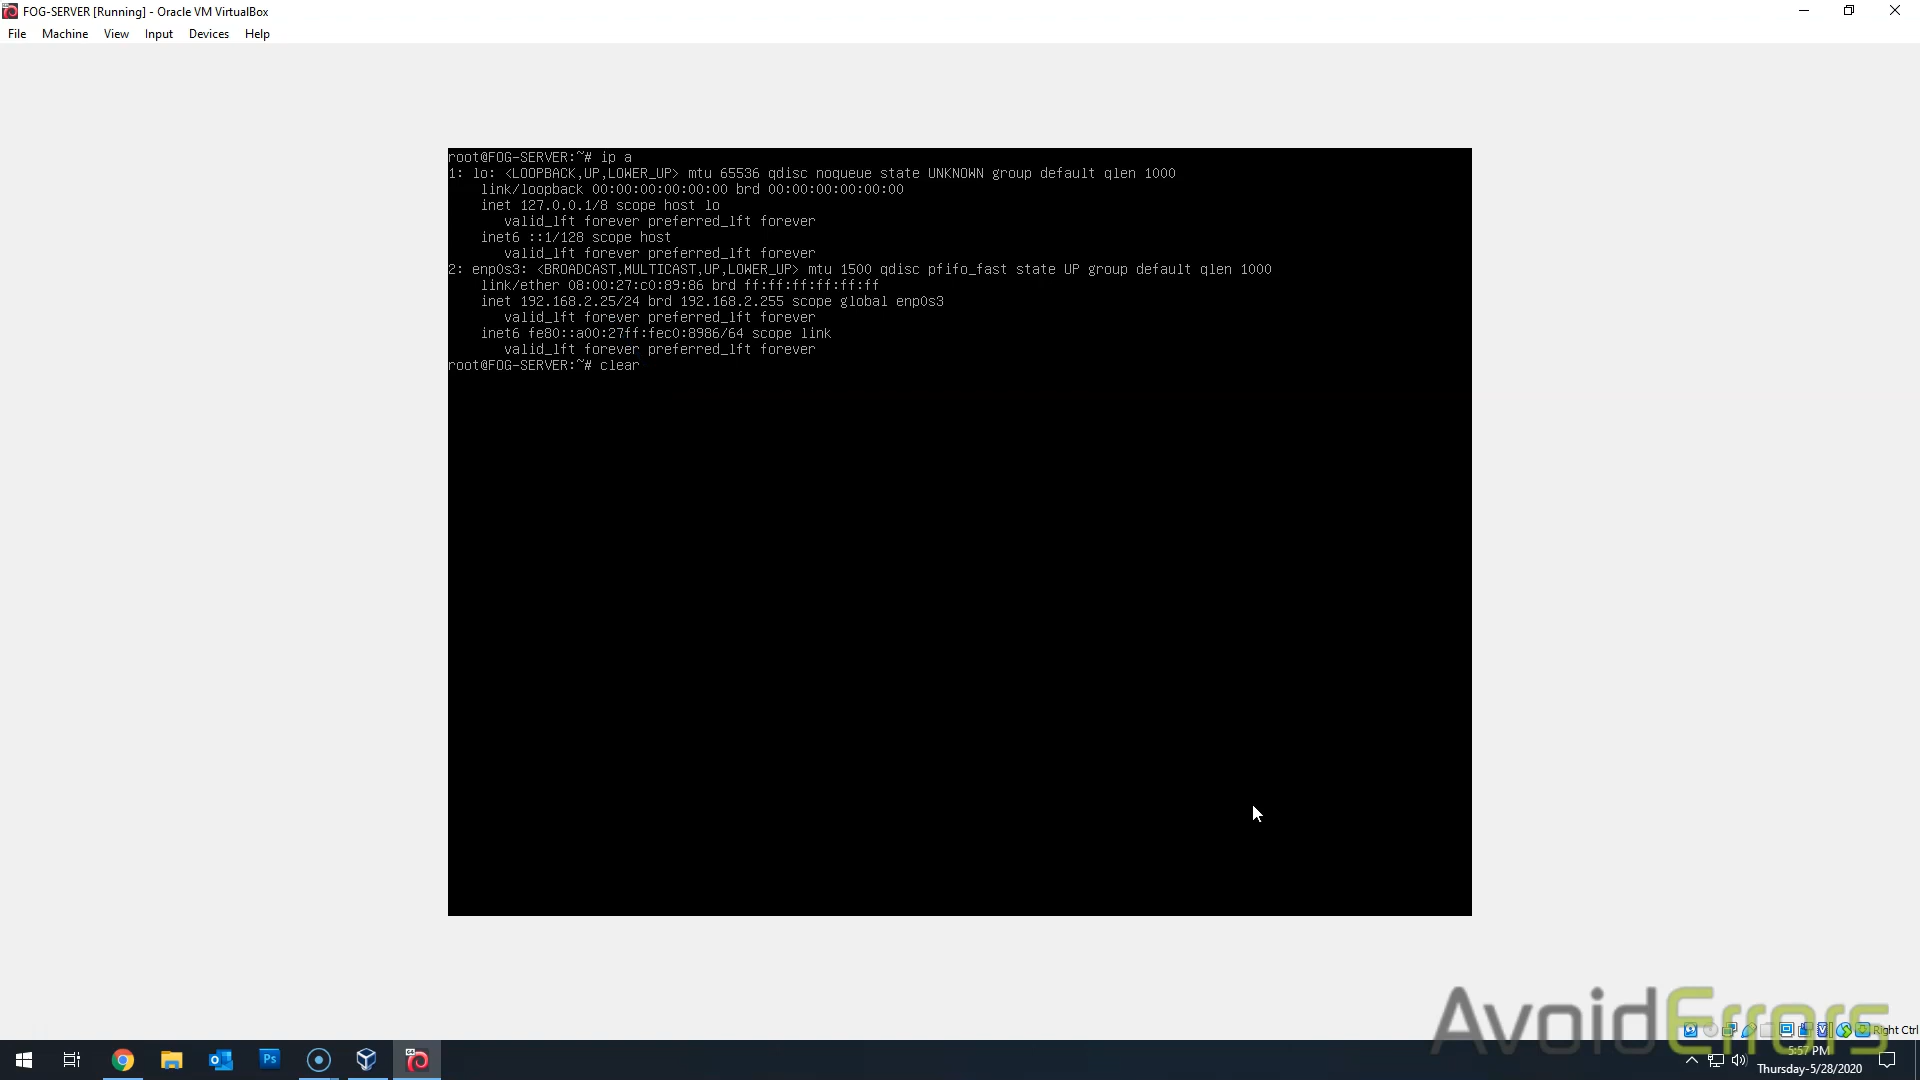 FOG-SERVER [Running] - Oracle VM VirtualBox
File Machine View Input Devices Help
root@FOG-SERVER:~# ip a
1: lo: <LOOPBACK,UP,LOWER_UP> mtu 65536 qdisc noqueue state UNKNOWN group default qlen 1000
link/loopback 00:00:00:00:00:00 brd 00:00:00:00:00:00
inet 127.0.0.1/8 scope host lo
valid_lft forever preferred_lft forever
inet6 ::1/128 scope host
valid_lft forever preferred_lft forever
2: enp0s3: <BROADCAST,MULTICAST,UP,LOWER_UP> mtu 1500 qdisc pfifo_fast state UP group default qlen 1000
link/ether 08:00:27:c0:89:86 brd ff:ff:ff:ff:ff:ff
inet 192.168.2.25/24 brd 192.168.2.255 scope global enp0s3
valid_lft forever preferred_lft forever
inet6 fe80::a00:27ff:fec0:8986/64 scope link
valid_lft forever preferred_lft forever
root@FOG-SERVER:~# clear
AvoidErrors
Right Ctrl
Ps
64
5:57 PM
Thursday-5/28/2020